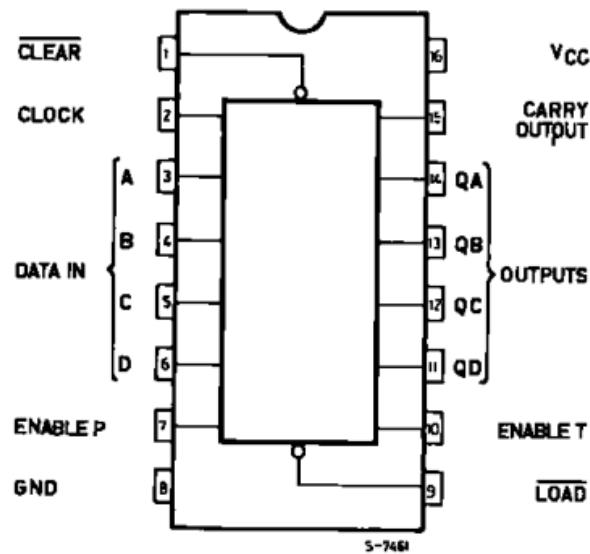 CLEAR
1
16
VCC
CLOCK
2
15
CARRY
OUTPUT
A
3
14
QA
B
4
13
QB
DATA IN
OUTPUTS
C
5
12
QC
D
6
11
QD
ENABLE P
7
10
ENABLE T
GND
8
9
LOAD
S-7461